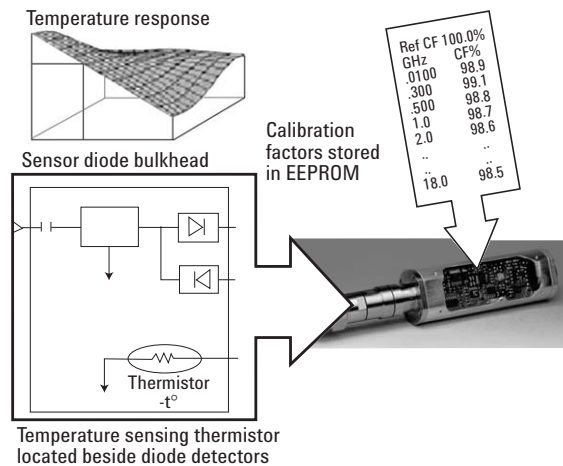 Temperature response
Sensor diode bulkhead
Thermistor
-t°
Temperature sensing thermistor
located beside diode detectors
Calibration
factors stored
in EEPROM
Ref CF 100.0%
GHz CF%
.0100 98.9
.300 99.1
.500 98.8
1.0 98.7
2.0 98.6
.. ..
.. ..
18.0 98.5